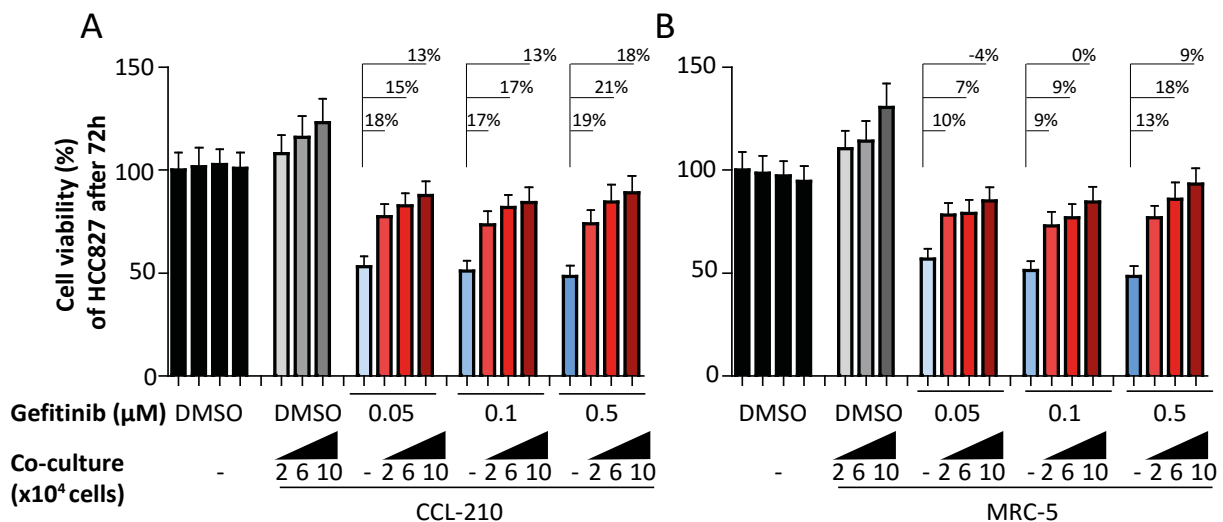 A
Cell viability (%)
of HCC827 after 72h
150
100
50
0
13%
15%
18%
13%
17%
17%
18%
21%
19%
Gefitinib (µM) DMSO DMSO 0.05 0.1 0.5
Co-culture
(x10⁴ cells)
- 2 6 10 - 2 6 10 - 2 6 10 - 2 6 10
CCL-210
B
150
100
50
0
-4%
7%
10%
0%
9%
9%
9%
18%
13%
DMSO DMSO 0.05 0.1 0.5
- 2 6 10 - 2 6 10 - 2 6 10 - 2 6 10
MRC-5